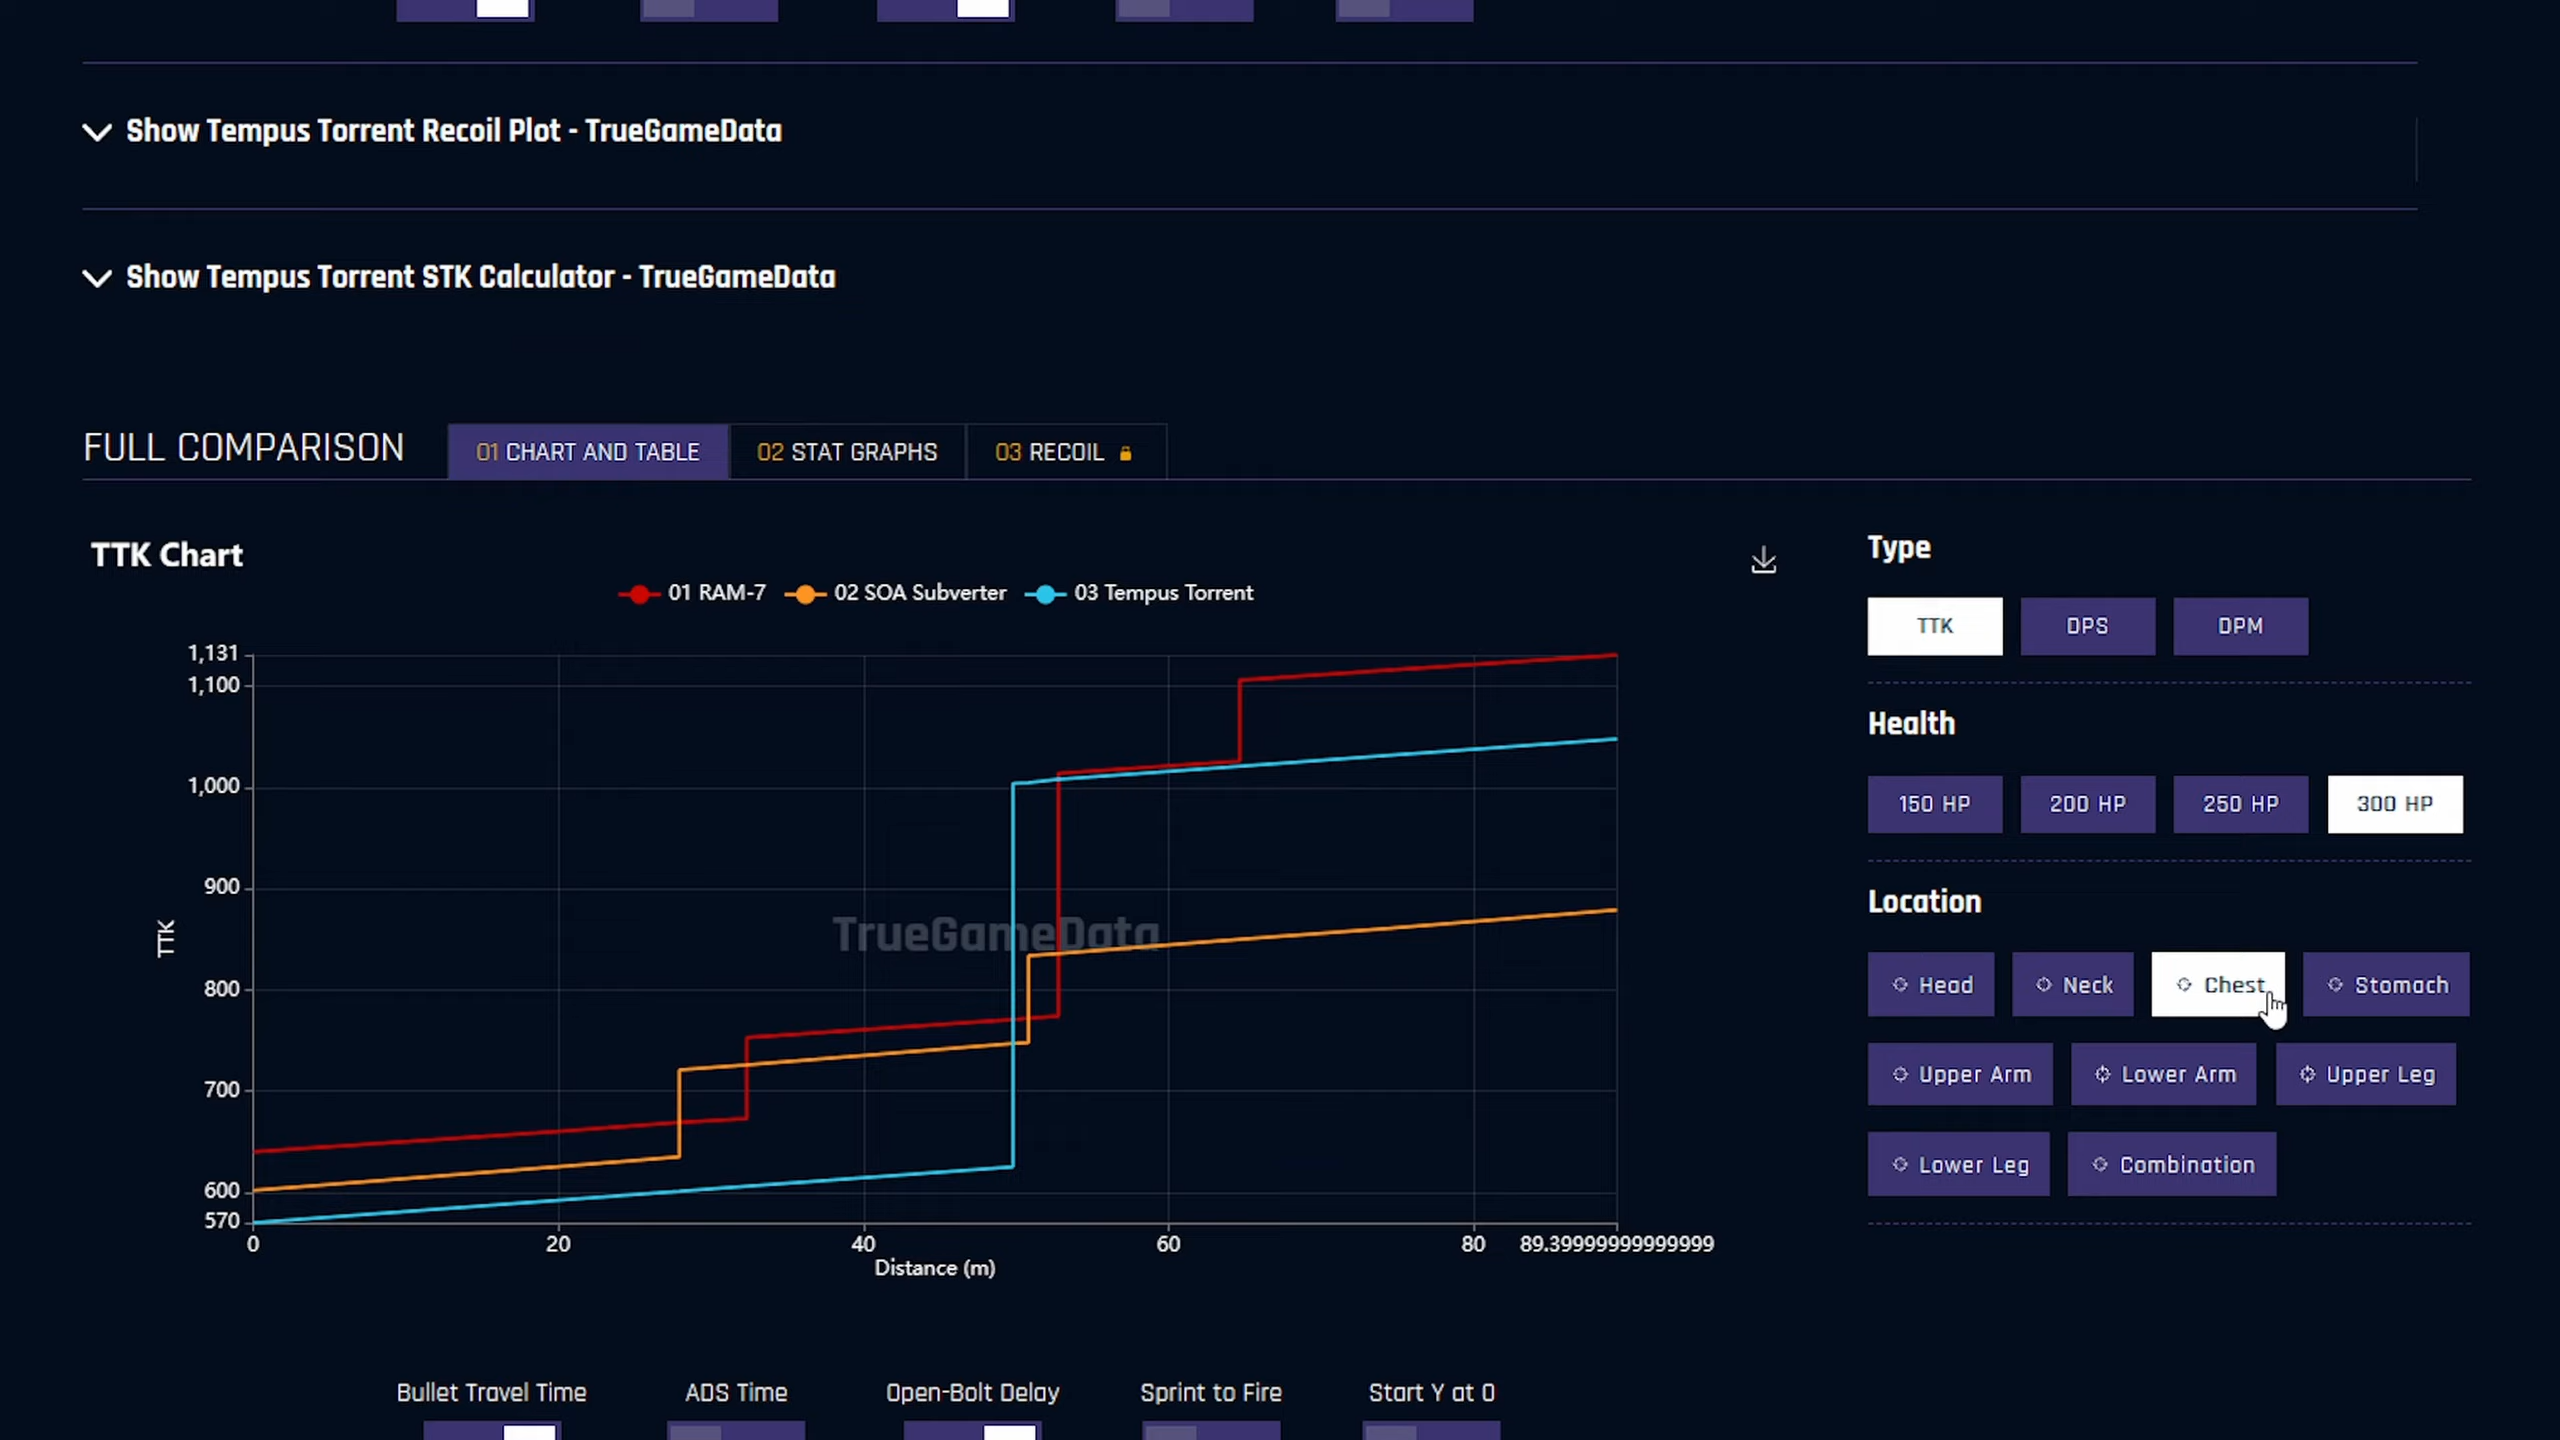 Show Tempus Torrent Recoil Plot - TrueGameData
Show Tempus Torrent STK Calculator - TrueGameData
FULL COMPARISON
01 CHART AND TABLE
02 STAT GRAPHS
03 RECOIL
TTK Chart
01 RAM-7
02 SOA Subverter
03 Tempus Torrent
1,131
1,100
1,000
900
800
700
600
570
TTK
TrueGameData
0
20
40
60
80
89.39999999999999
Distance (m)
Type
TTK
DPS
DPM
Health
150 HP
200 HP
250 HP
300 HP
Location
Head
Neck
Chest
Stomach
Upper Arm
Lower Arm
Upper Leg
Lower Leg
Combination
Bullet Travel Time
ADS Time
Open-Bolt Delay
Sprint to Fire
Start Y at 0